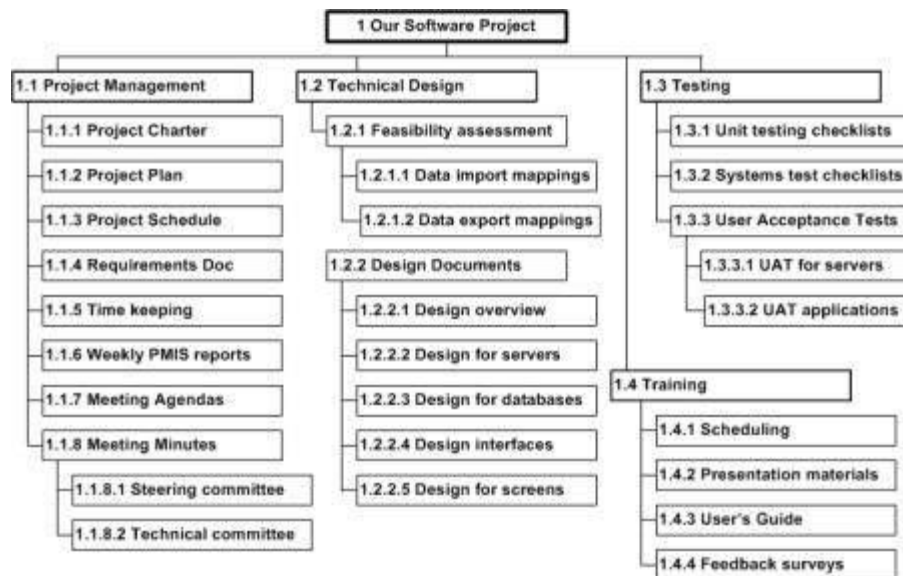 1 Our Software Project
1.1 Project Management
1.1.1 Project Charter
1.1.2 Project Plan
1.1.3 Project Schedule
1.1.4 Requirements Doc
1.1.5 Time keeping
1.1.6 Weekly PMIS reports
1.1.7 Meeting Agendas
1.1.8 Meeting Minutes
1.1.8.1 Steering committee
1.1.8.2 Technical committee
1.2 Technical Design
1.2.1 Feasibility assessment
1.2.1.1 Data import mappings
1.2.1.2 Data export mappings
1.2.2 Design Documents
1.2.2.1 Design overview
1.2.2.2 Design for servers
1.2.2.3 Design for databases
1.2.2.4 Design interfaces
1.2.2.5 Design for screens
1.3 Testing
1.3.1 Unit testing checklists
1.3.2 Systems test checklists
1.3.3 User Acceptance Tests
1.3.3.1 UAT for servers
1.3.3.2 UAT applications
1.4 Training
1.4.1 Scheduling
1.4.2 Presentation materials
1.4.3 User's Guide
1.4.4 Feedback surveys